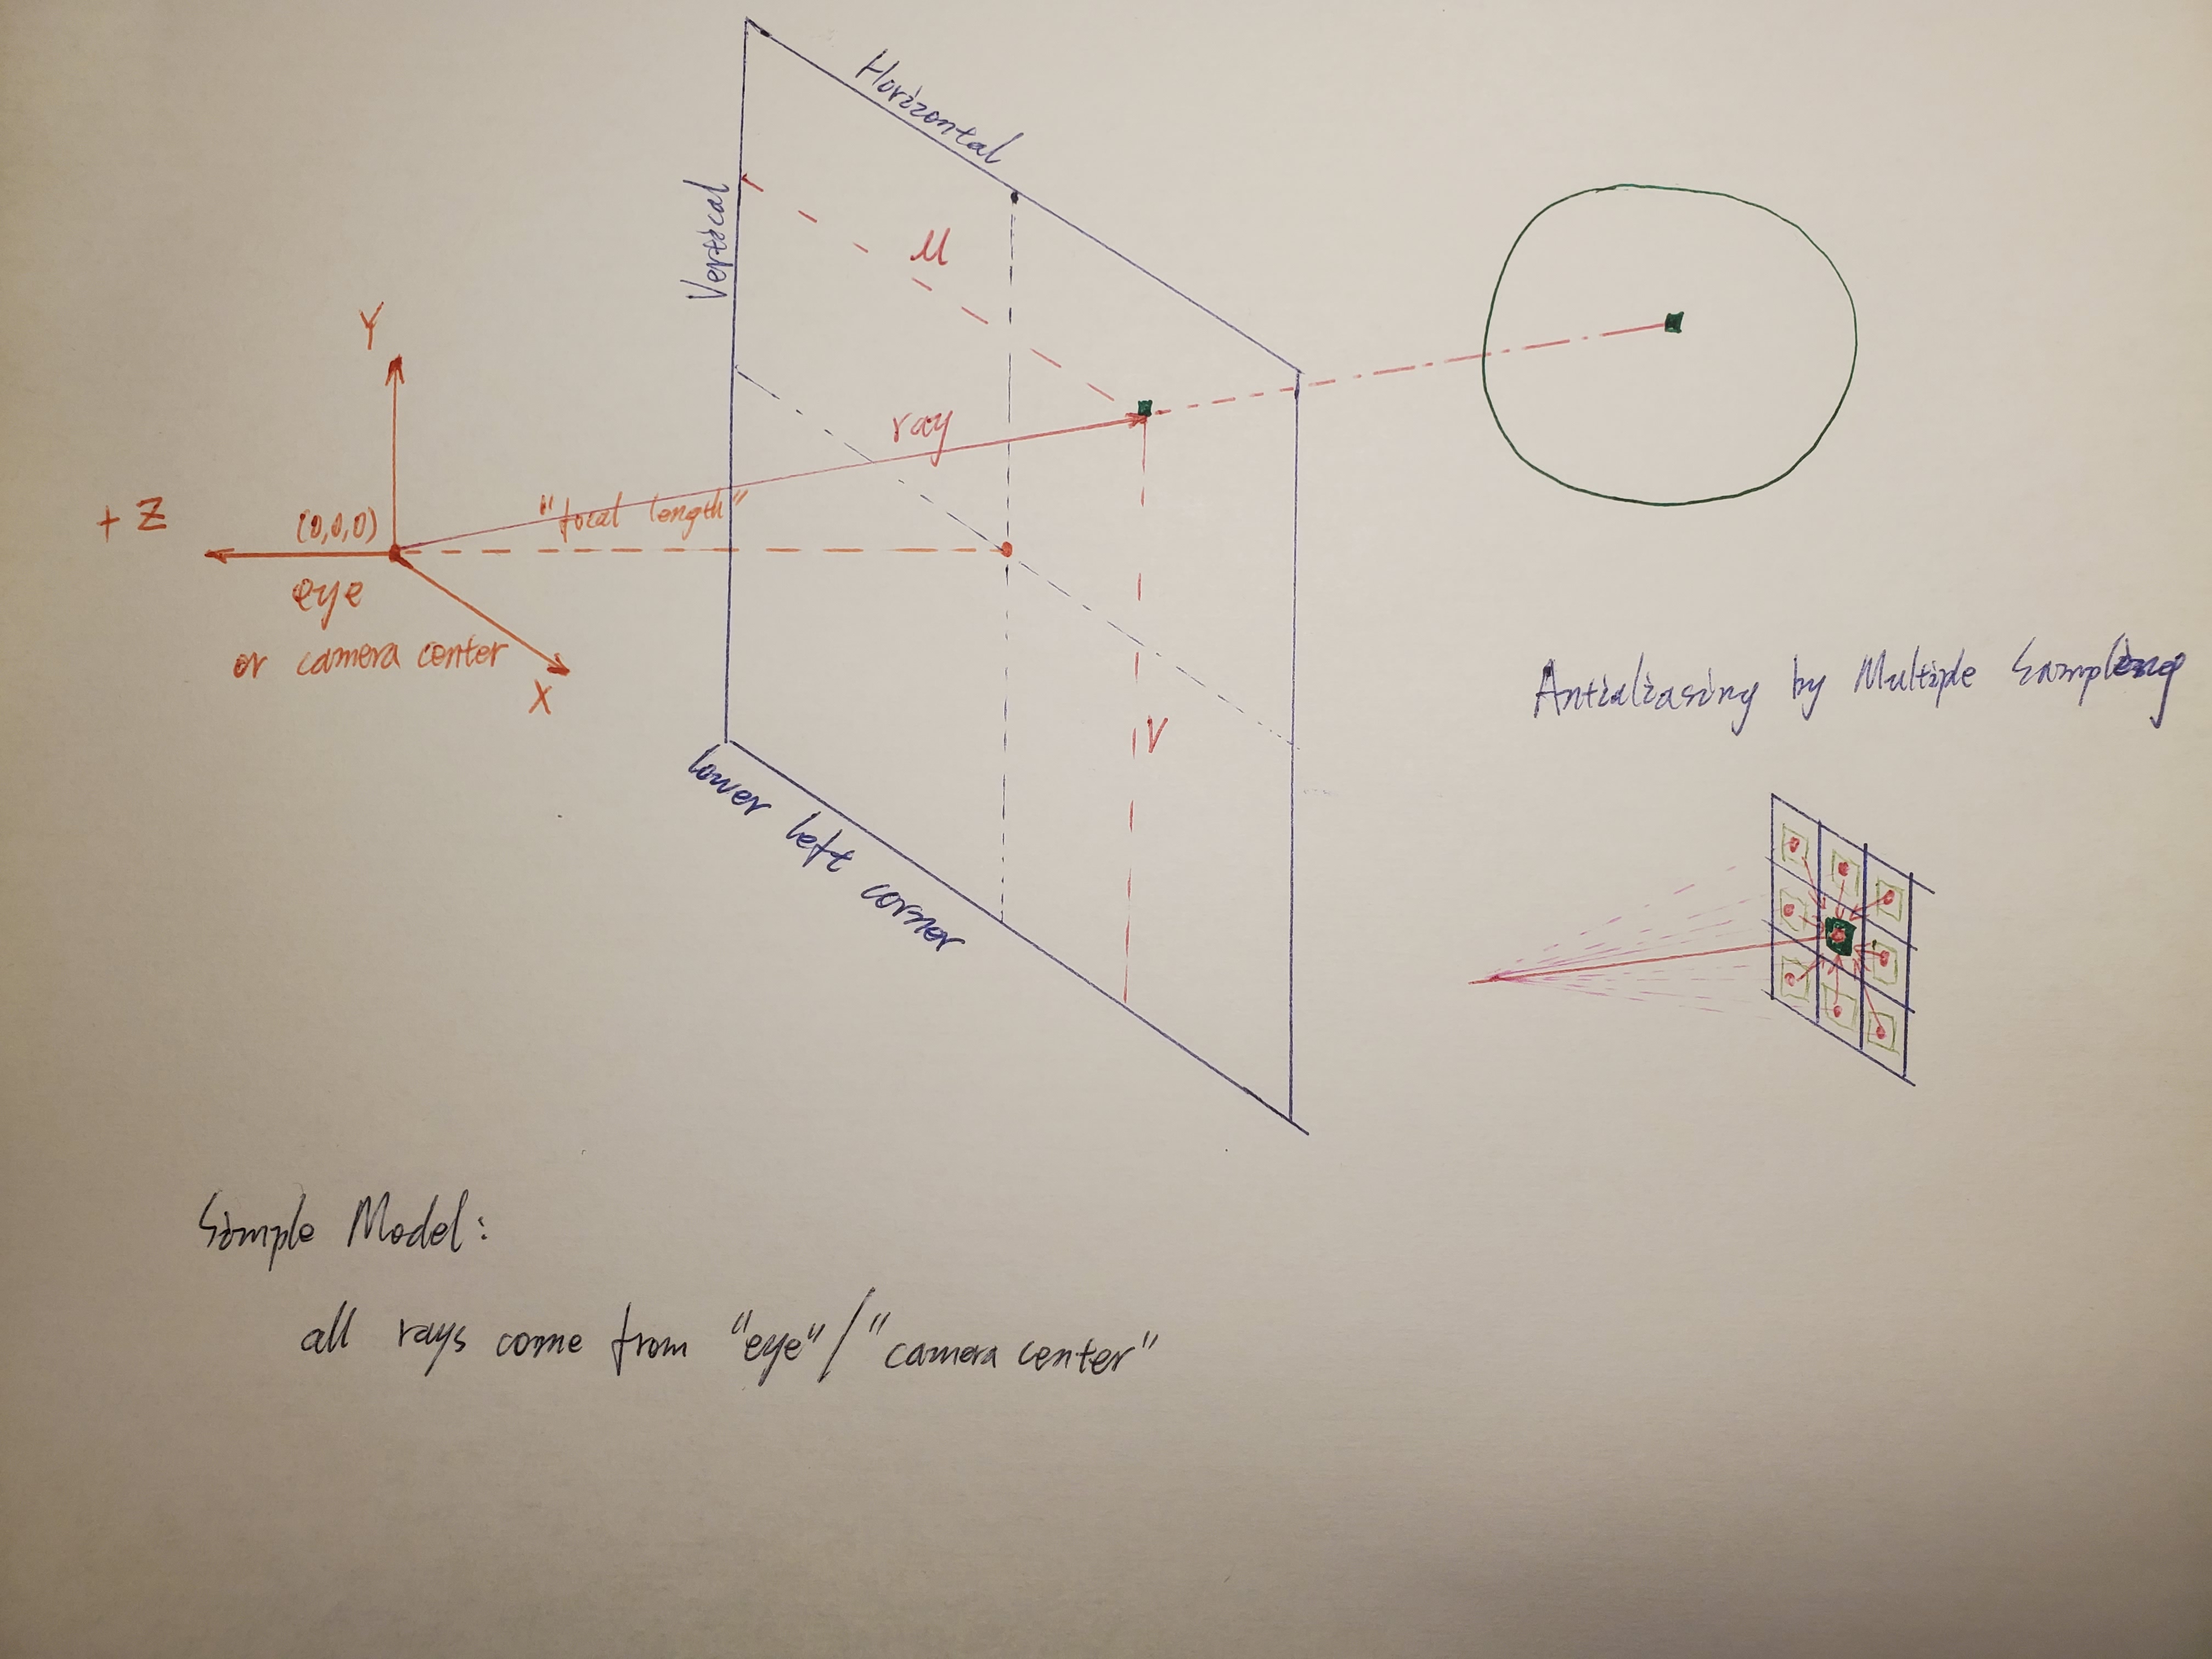 Horizontal
Vertical
u
Y
ray
"focal length"
+ Z
(0,0,0)
eye
or camera center
X
V
lower left corner
Antialiasing by Multiple Sampling
Simple Model:
all rays come from "eye" / "camera center"